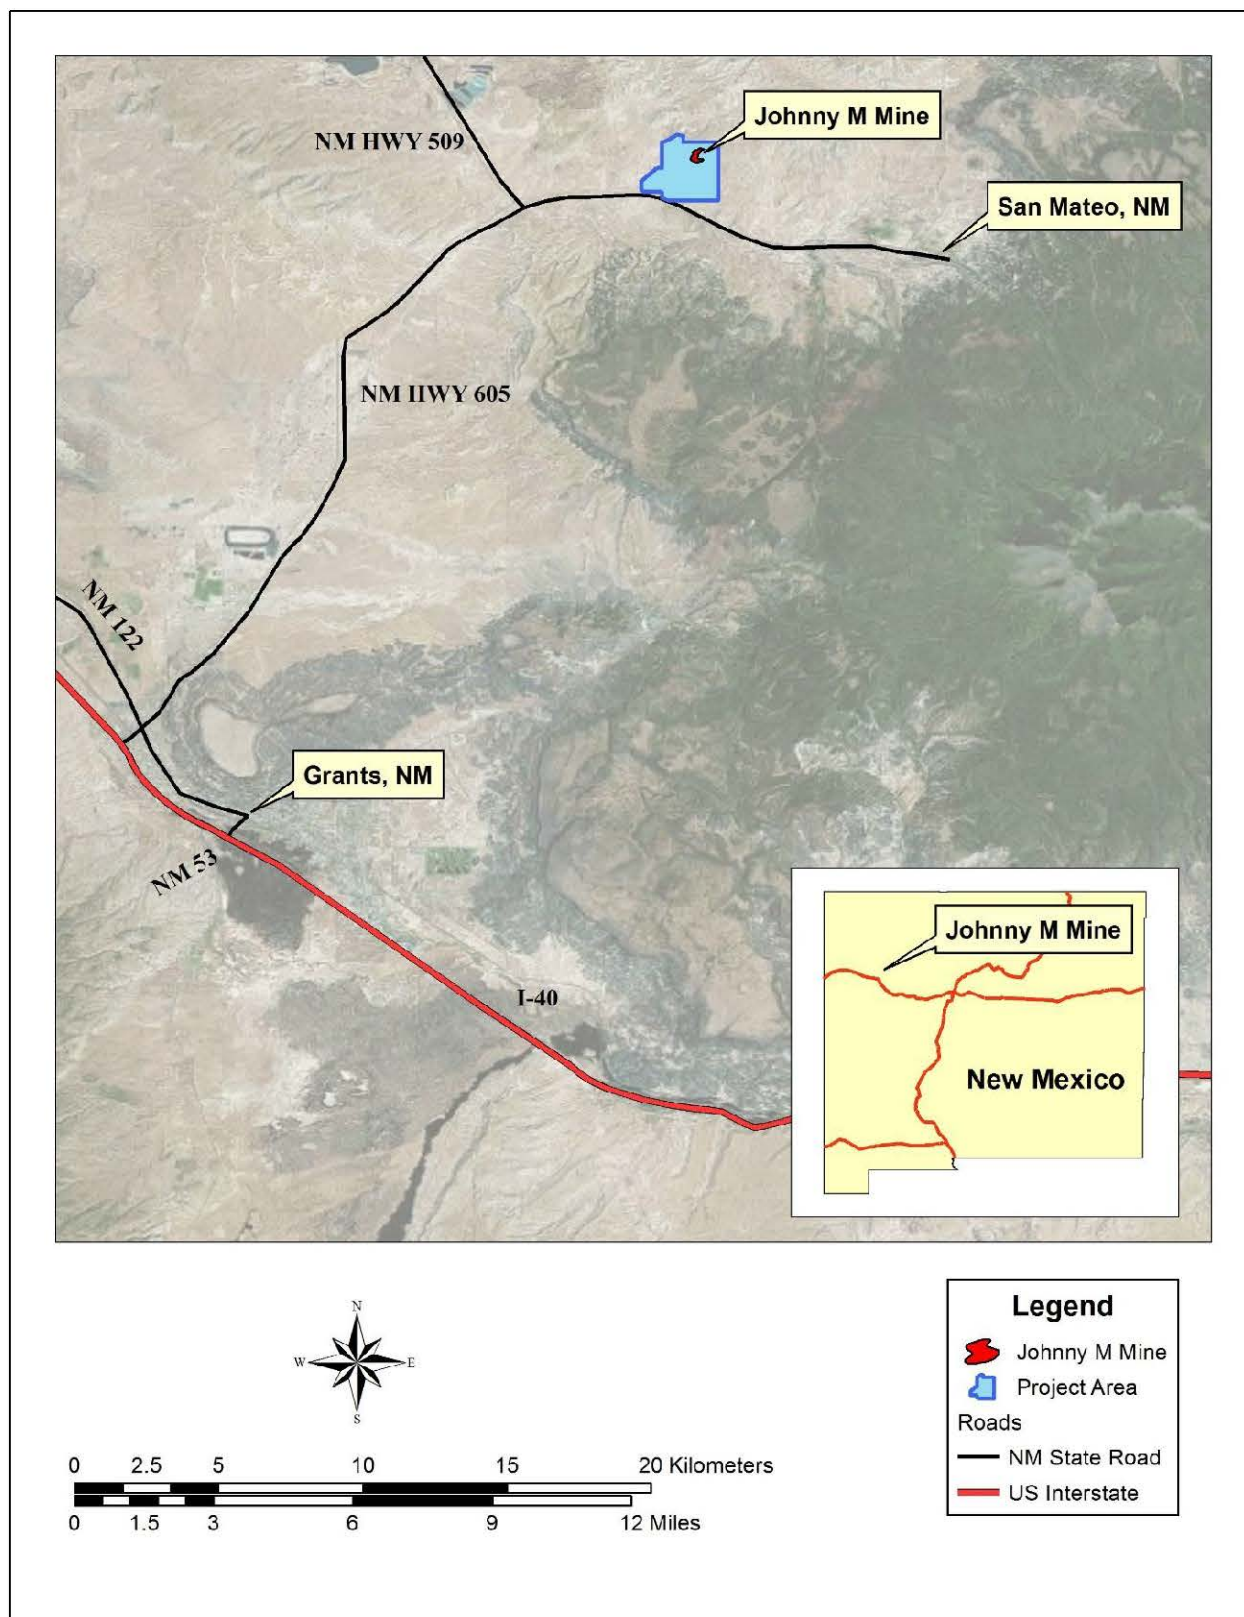 Johnny M Mine
NM HWY 509
San Mateo, NM
NM IIWY 605
NM 122
Grants, NM
NM 53
I-40
Johnny M Mine
New Mexico
N
W E
S
Legend
Johnny M Mine
Project Area
Roads
NM State Road
US Interstate
0 2.5 5 10 15 20 Kilometers
0 1.5 3 6 9 12 Miles